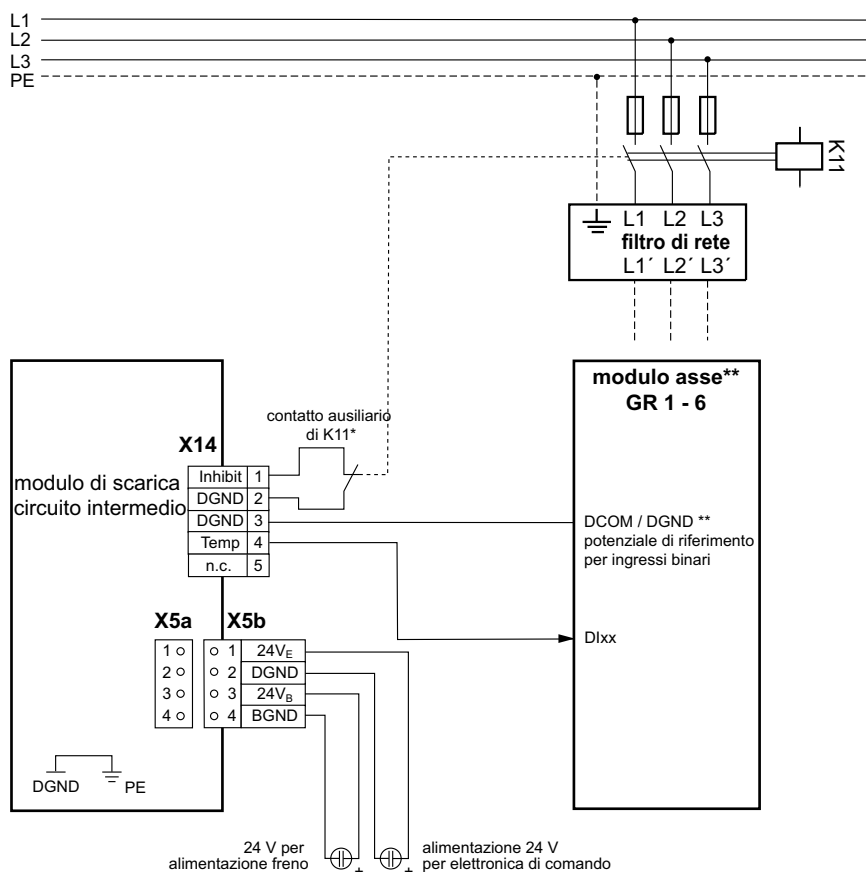 L1
L2
L3
PE
K11
L1 L2 L3
filtro di rete
L1´ L2´ L3´
modulo asse**
GR 1 - 6
contatto ausiliario
di K11*
X14
modulo di scarica
circuito intermedio
Inhibit 1
DGND 2
DGND 3
Temp 4
n.c. 5
DCOM / DGND **
potenziale di riferimento
per ingressi binari
DIxx
X5a X5b
1 1 24VE
2 2 DGND
3 3 24VB
4 4 BGND
DGND PE
24 V per
alimentazione freno
+
+
alimentazione 24 V
per elettronica di comando